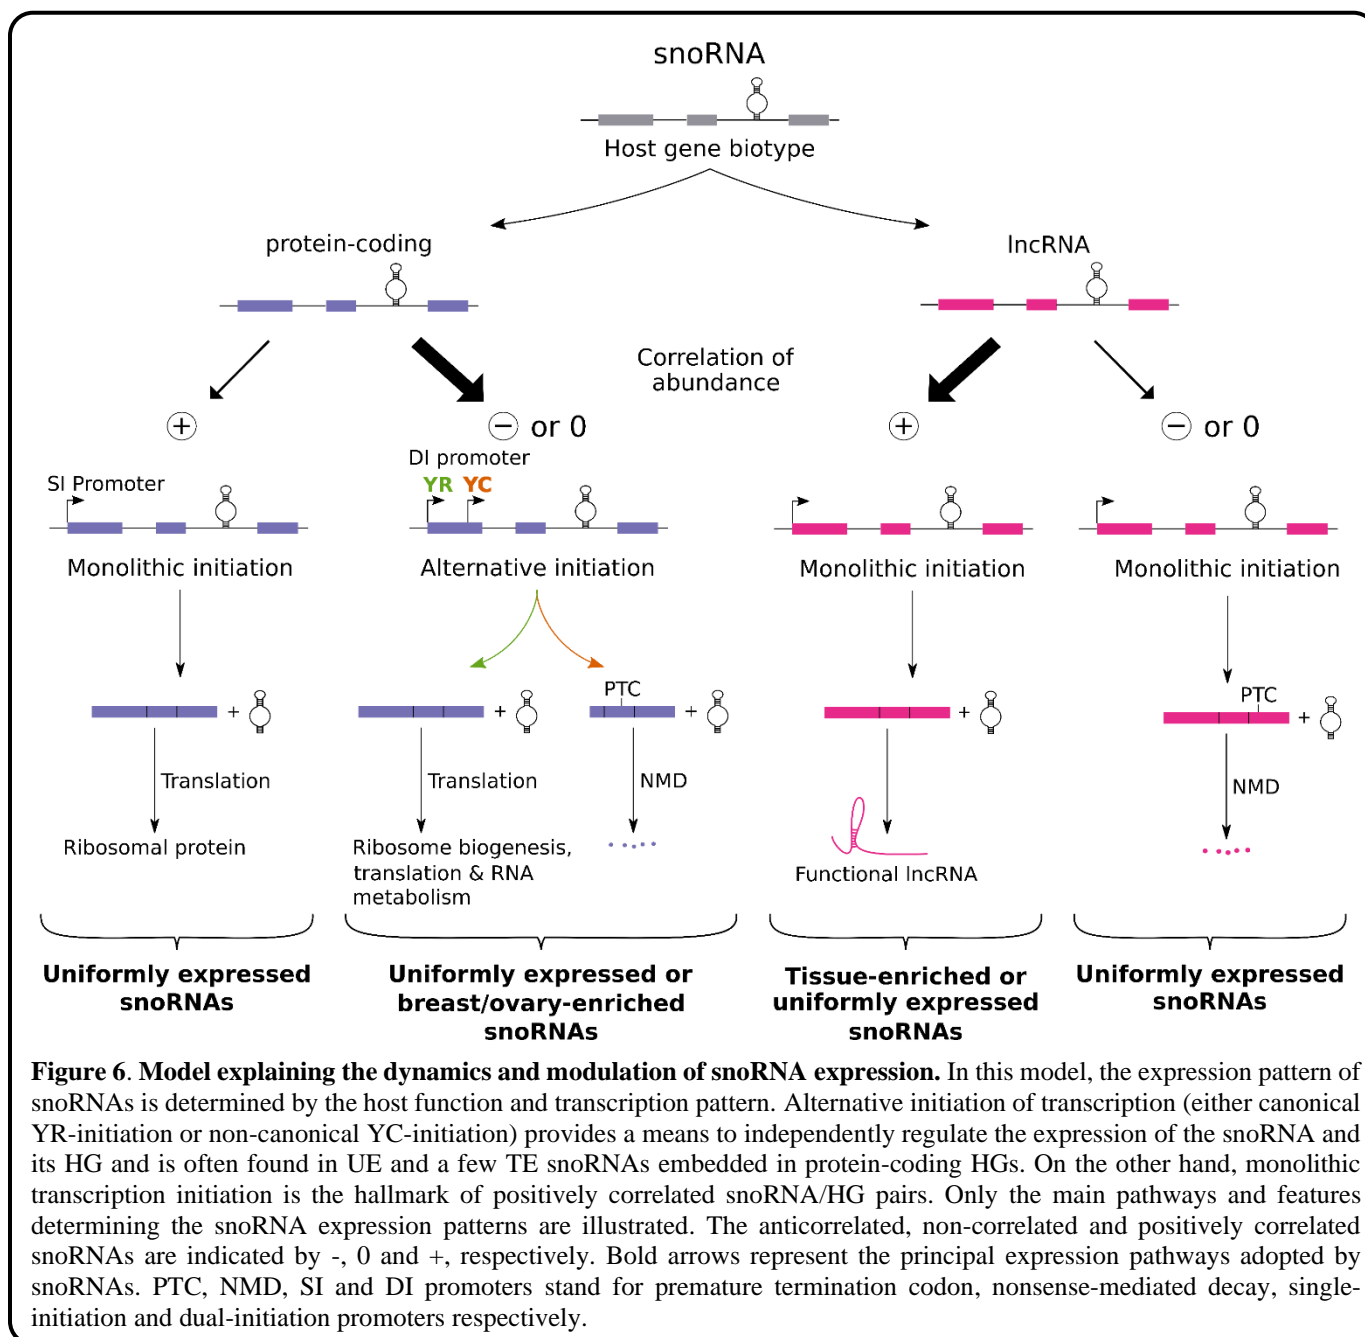 snoRNA
Host gene biotype
protein-coding
lncRNA
Correlation of
abundance
+
− or 0
+
− or 0
SI Promoter
DI promoter
YR YC
Monolithic initiation
Alternative initiation
Monolithic initiation
Monolithic initiation
+
+
PTC
+
+
PTC
+
Translation
Translation
NMD
NMD
Ribosomal protein
Ribosome biogenesis,
translation & RNA
metabolism
Functional lncRNA
Uniformly expressed
snoRNAs
Uniformly expressed or
breast/ovary-enriched
snoRNAs
Tissue-enriched or
uniformly expressed
snoRNAs
Uniformly expressed
snoRNAs
Figure 6. Model explaining the dynamics and modulation of snoRNA expression. In this model, the expression pattern of
snoRNAs is determined by the host function and transcription pattern. Alternative initiation of transcription (either canonical
YR-initiation or non-canonical YC-initiation) provides a means to independently regulate the expression of the snoRNA and
its HG and is often found in UE and a few TE snoRNAs embedded in protein-coding HGs. On the other hand, monolithic
transcription initiation is the hallmark of positively correlated snoRNA/HG pairs. Only the main pathways and features
determining the snoRNA expression patterns are illustrated. The anticorrelated, non-correlated and positively correlated
snoRNAs are indicated by -, 0 and +, respectively. Bold arrows represent the principal expression pathways adopted by
snoRNAs. PTC, NMD, SI and DI promoters stand for premature termination codon, nonsense-mediated decay, single-
initiation and dual-initiation promoters respectively.